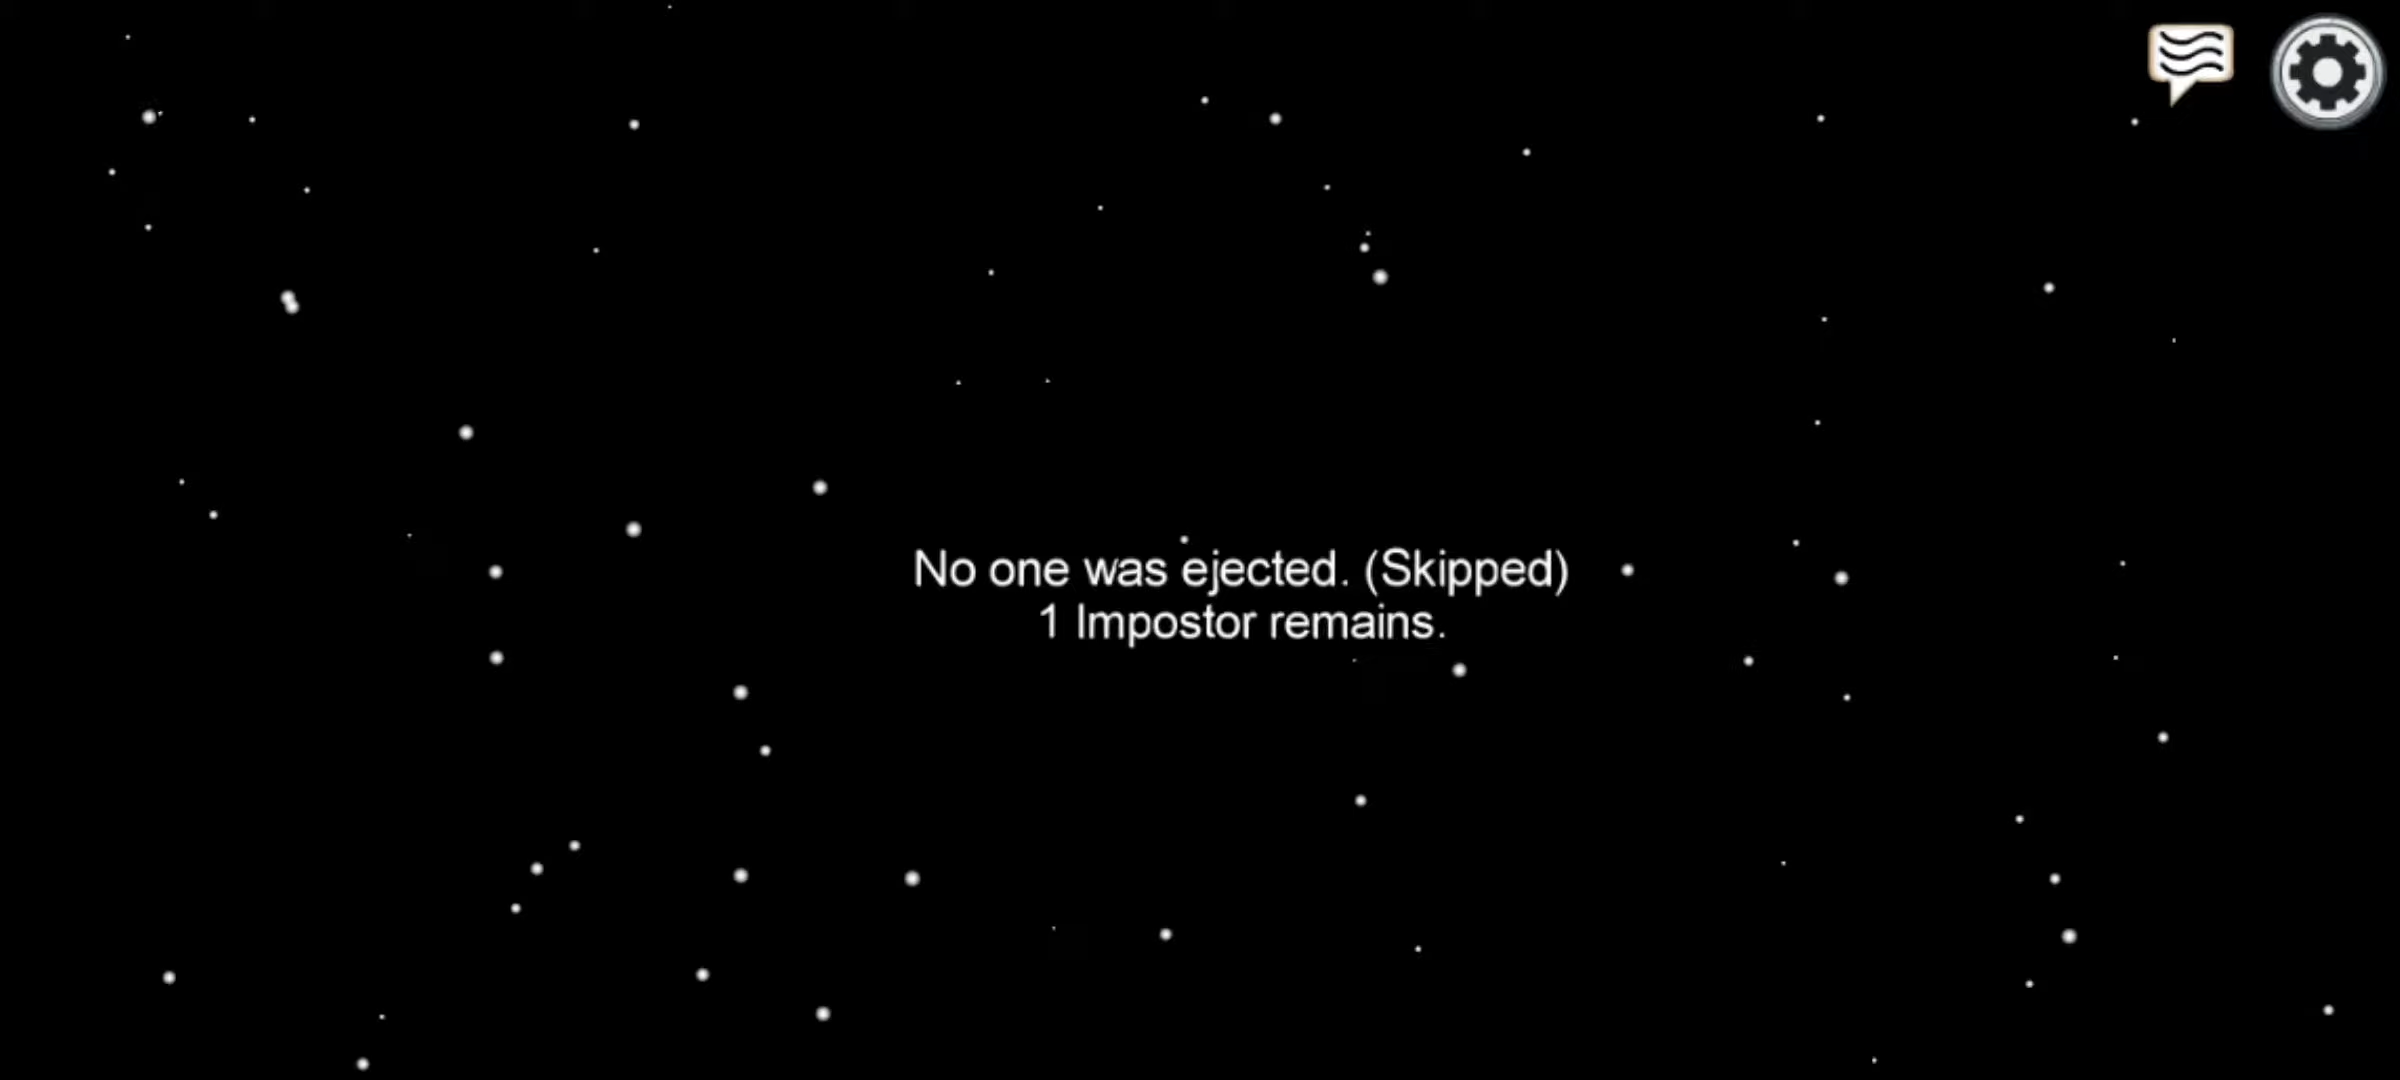 No one was ejected. (Skipped)
1 Impostor remains.